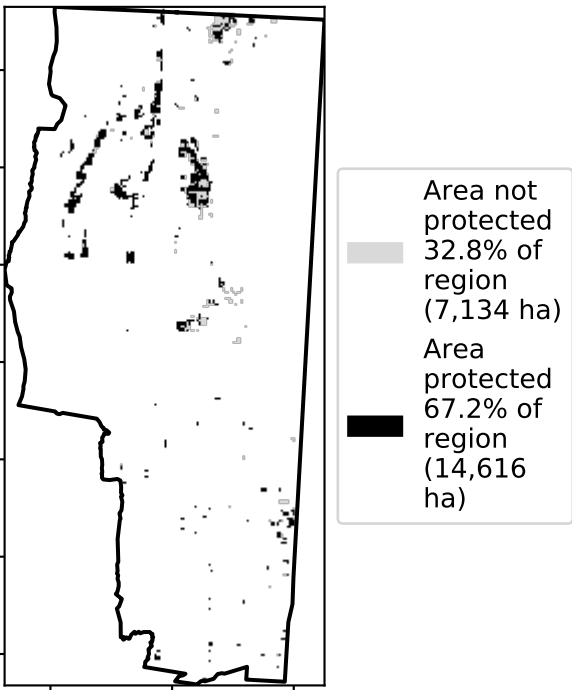 Area not
protected
32.8% of
region
(7,134 ha)
Area
protected
67.2% of
region
(14,616
ha)